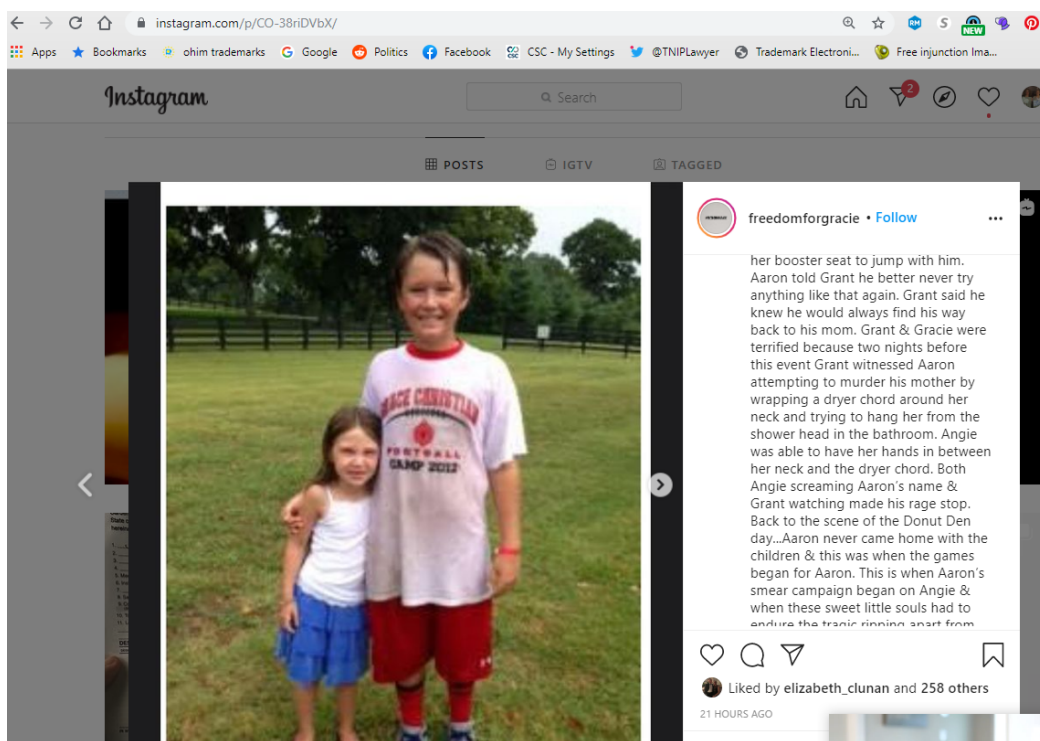 instagram.com/p/CO-38riDVbX/
Apps Bookmarks ohim trademarks Google Politics Facebook CSC - My Settings @TNIPLawyer Trademark Electroni... Free injunction Ima...
NEW
Instagram
Search
2
POSTS IGTV TAGGED
freedomforgracie • Follow
her booster seat to jump with him.
Aaron told Grant he better never try
anything like that again. Grant said he
knew he would always find his way
back to his mom. Grant & Gracie were
terrified because two nights before
this event Grant witnessed Aaron
attempting to murder his mother by
wrapping a dryer chord around her
neck and trying to hang her from the
shower head in the bathroom. Angie
was able to have her hands in between
her neck and the dryer chord. Both
Angie screaming Aaron's name &
Grant watching made his rage stop.
Back to the scene of the Donut Den
day...Aaron never came home with the
children & this was when the games
began for Aaron. This is when Aaron's
smear campaign began on Angie &
when these sweet little souls had to
endure the tragic ripping apart from
Liked by elizabeth_clunan and 258 others
21 HOURS AGO
GRACE CHRISTIAN
FOOTBALL
CAMP 2012